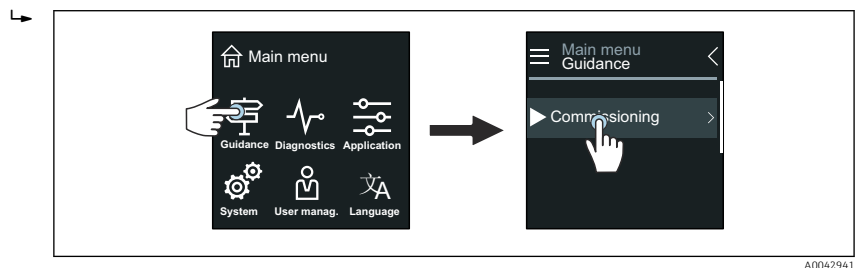 Main menu
Guidance Diagnostics Application
System User manag. Language
Main menu
Guidance
Commissioning
A0042941